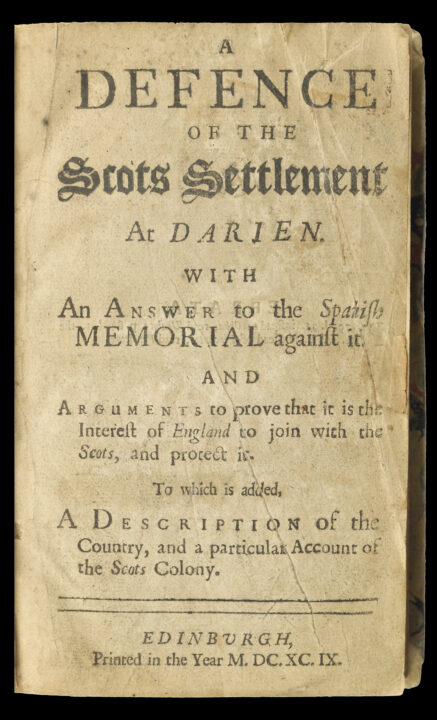 A
DEFENCE
OF THE
Scots Settlement
At DARIEN.
WITH
An ANSWER to the Spaniſh
MEMORIAL againſt it.
AND
ARGUMENTS to prove that it is the
Intereſt of England to join with the
Scots, and protect it.
To which is added,
A DESCRIPTION of the
Country, and a particular Account of
the Scots Colony.
EDINBVRGH,
Printed in the Year M. DC. XC. IX.